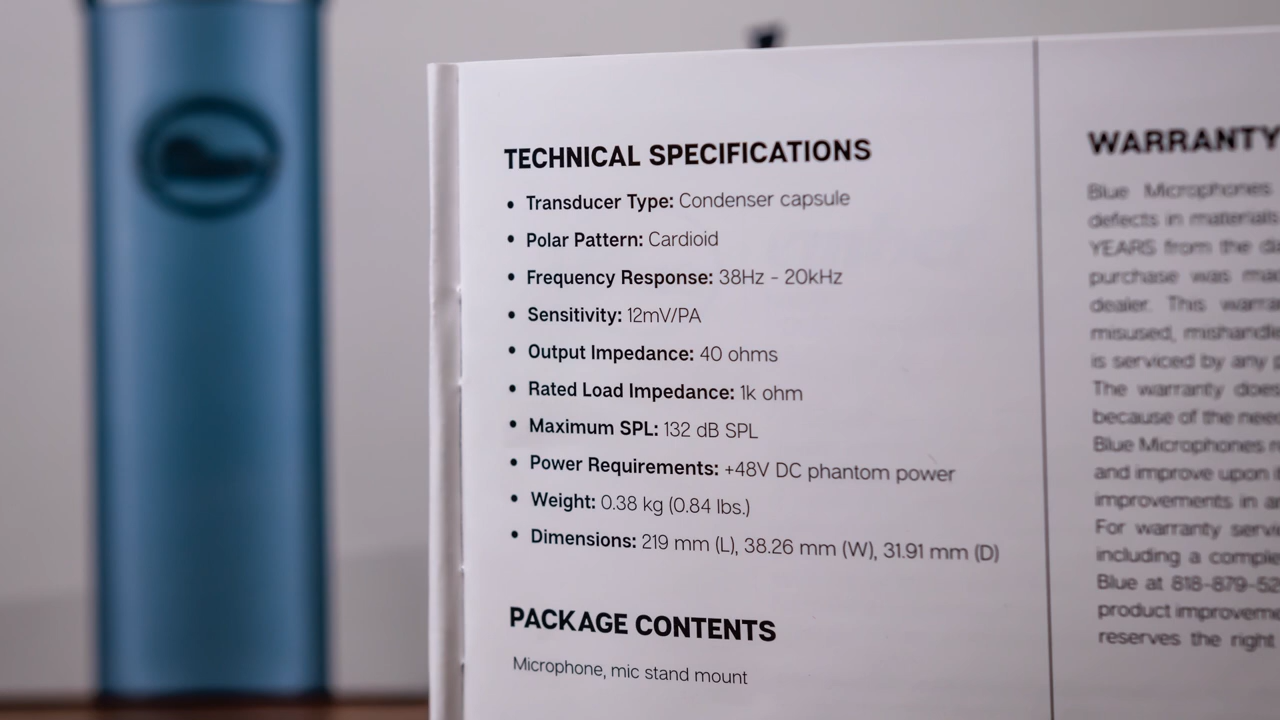 TECHNICAL SPECIFICATIONS
• Transducer Type: Condenser capsule
• Polar Pattern: Cardioid
• Frequency Response: 38Hz - 20kHz
• Sensitivity: 12mV/PA
• Output Impedance: 40 ohms
• Rated Load Impedance: 1k ohm
• Maximum SPL: 132 dB SPL
• Power Requirements: +48V DC phantom power
• Weight: 0.38 kg (0.84 lbs.)
• Dimensions: 219 mm (L), 38.26 mm (W), 31.91 mm (D)
PACKAGE CONTENTS
Microphone, mic stand mount
WARRANTY
Blue Microphones
defects in materials
YEARS from the
purchase was
dealer. This
misused,
is serviced by any
The warranty does
because of the
Blue Microphones
and improve upon
improvements in
For warranty
including a
Blue at 818-879-52
product
reserves the right